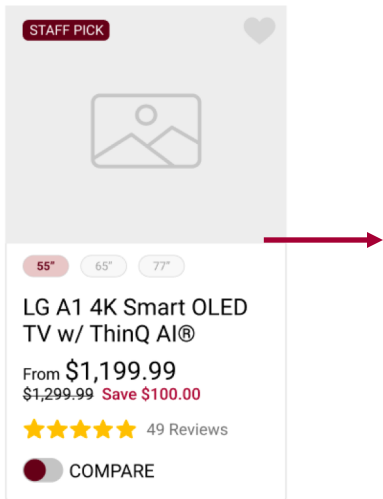 STAFF PICK
55" 65" 77"
LG A1 4K Smart OLED
TV w/ ThinQ AI®
From $1,199.99
$1,299.99 Save $100.00
49 Reviews
COMPARE